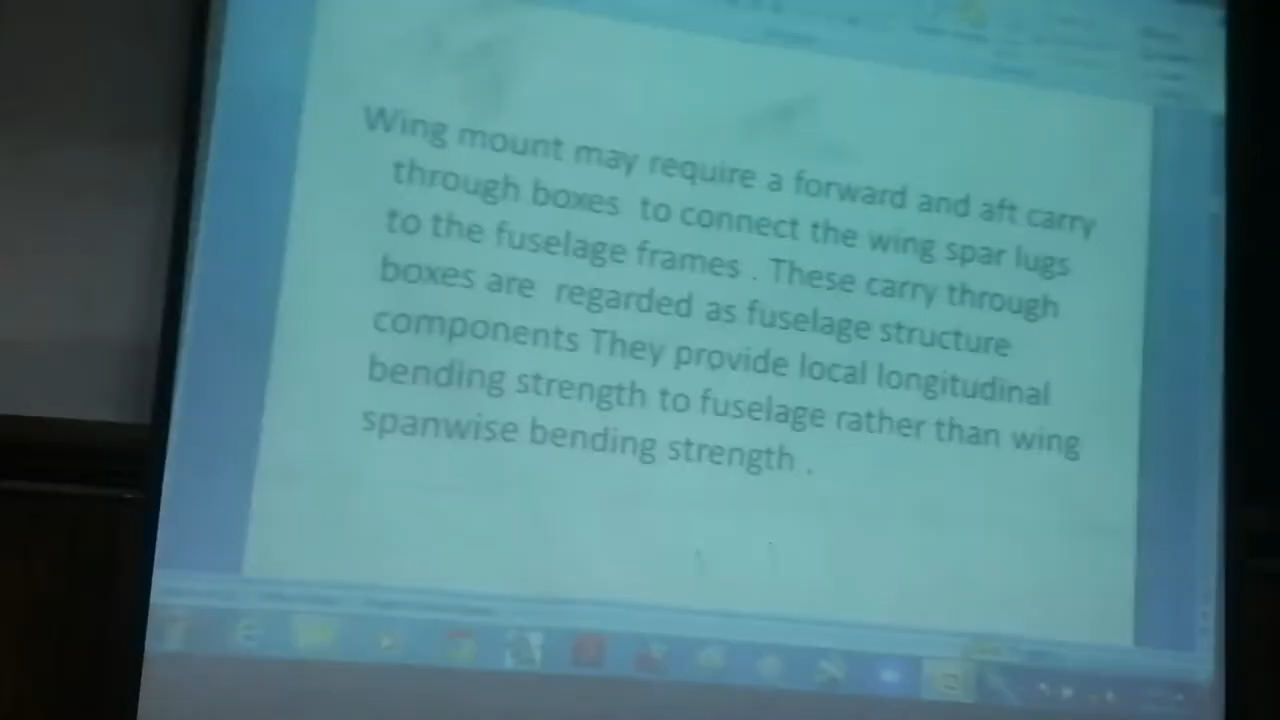 Wing mount may require a forward and aft carry
through boxes to connect the wing spar lugs
to the fuselage frames . These carry through
boxes are regarded as fuselage structure
components They provide local longitudinal
bending strength to fuselage rather than wing
spanwise bending strength .